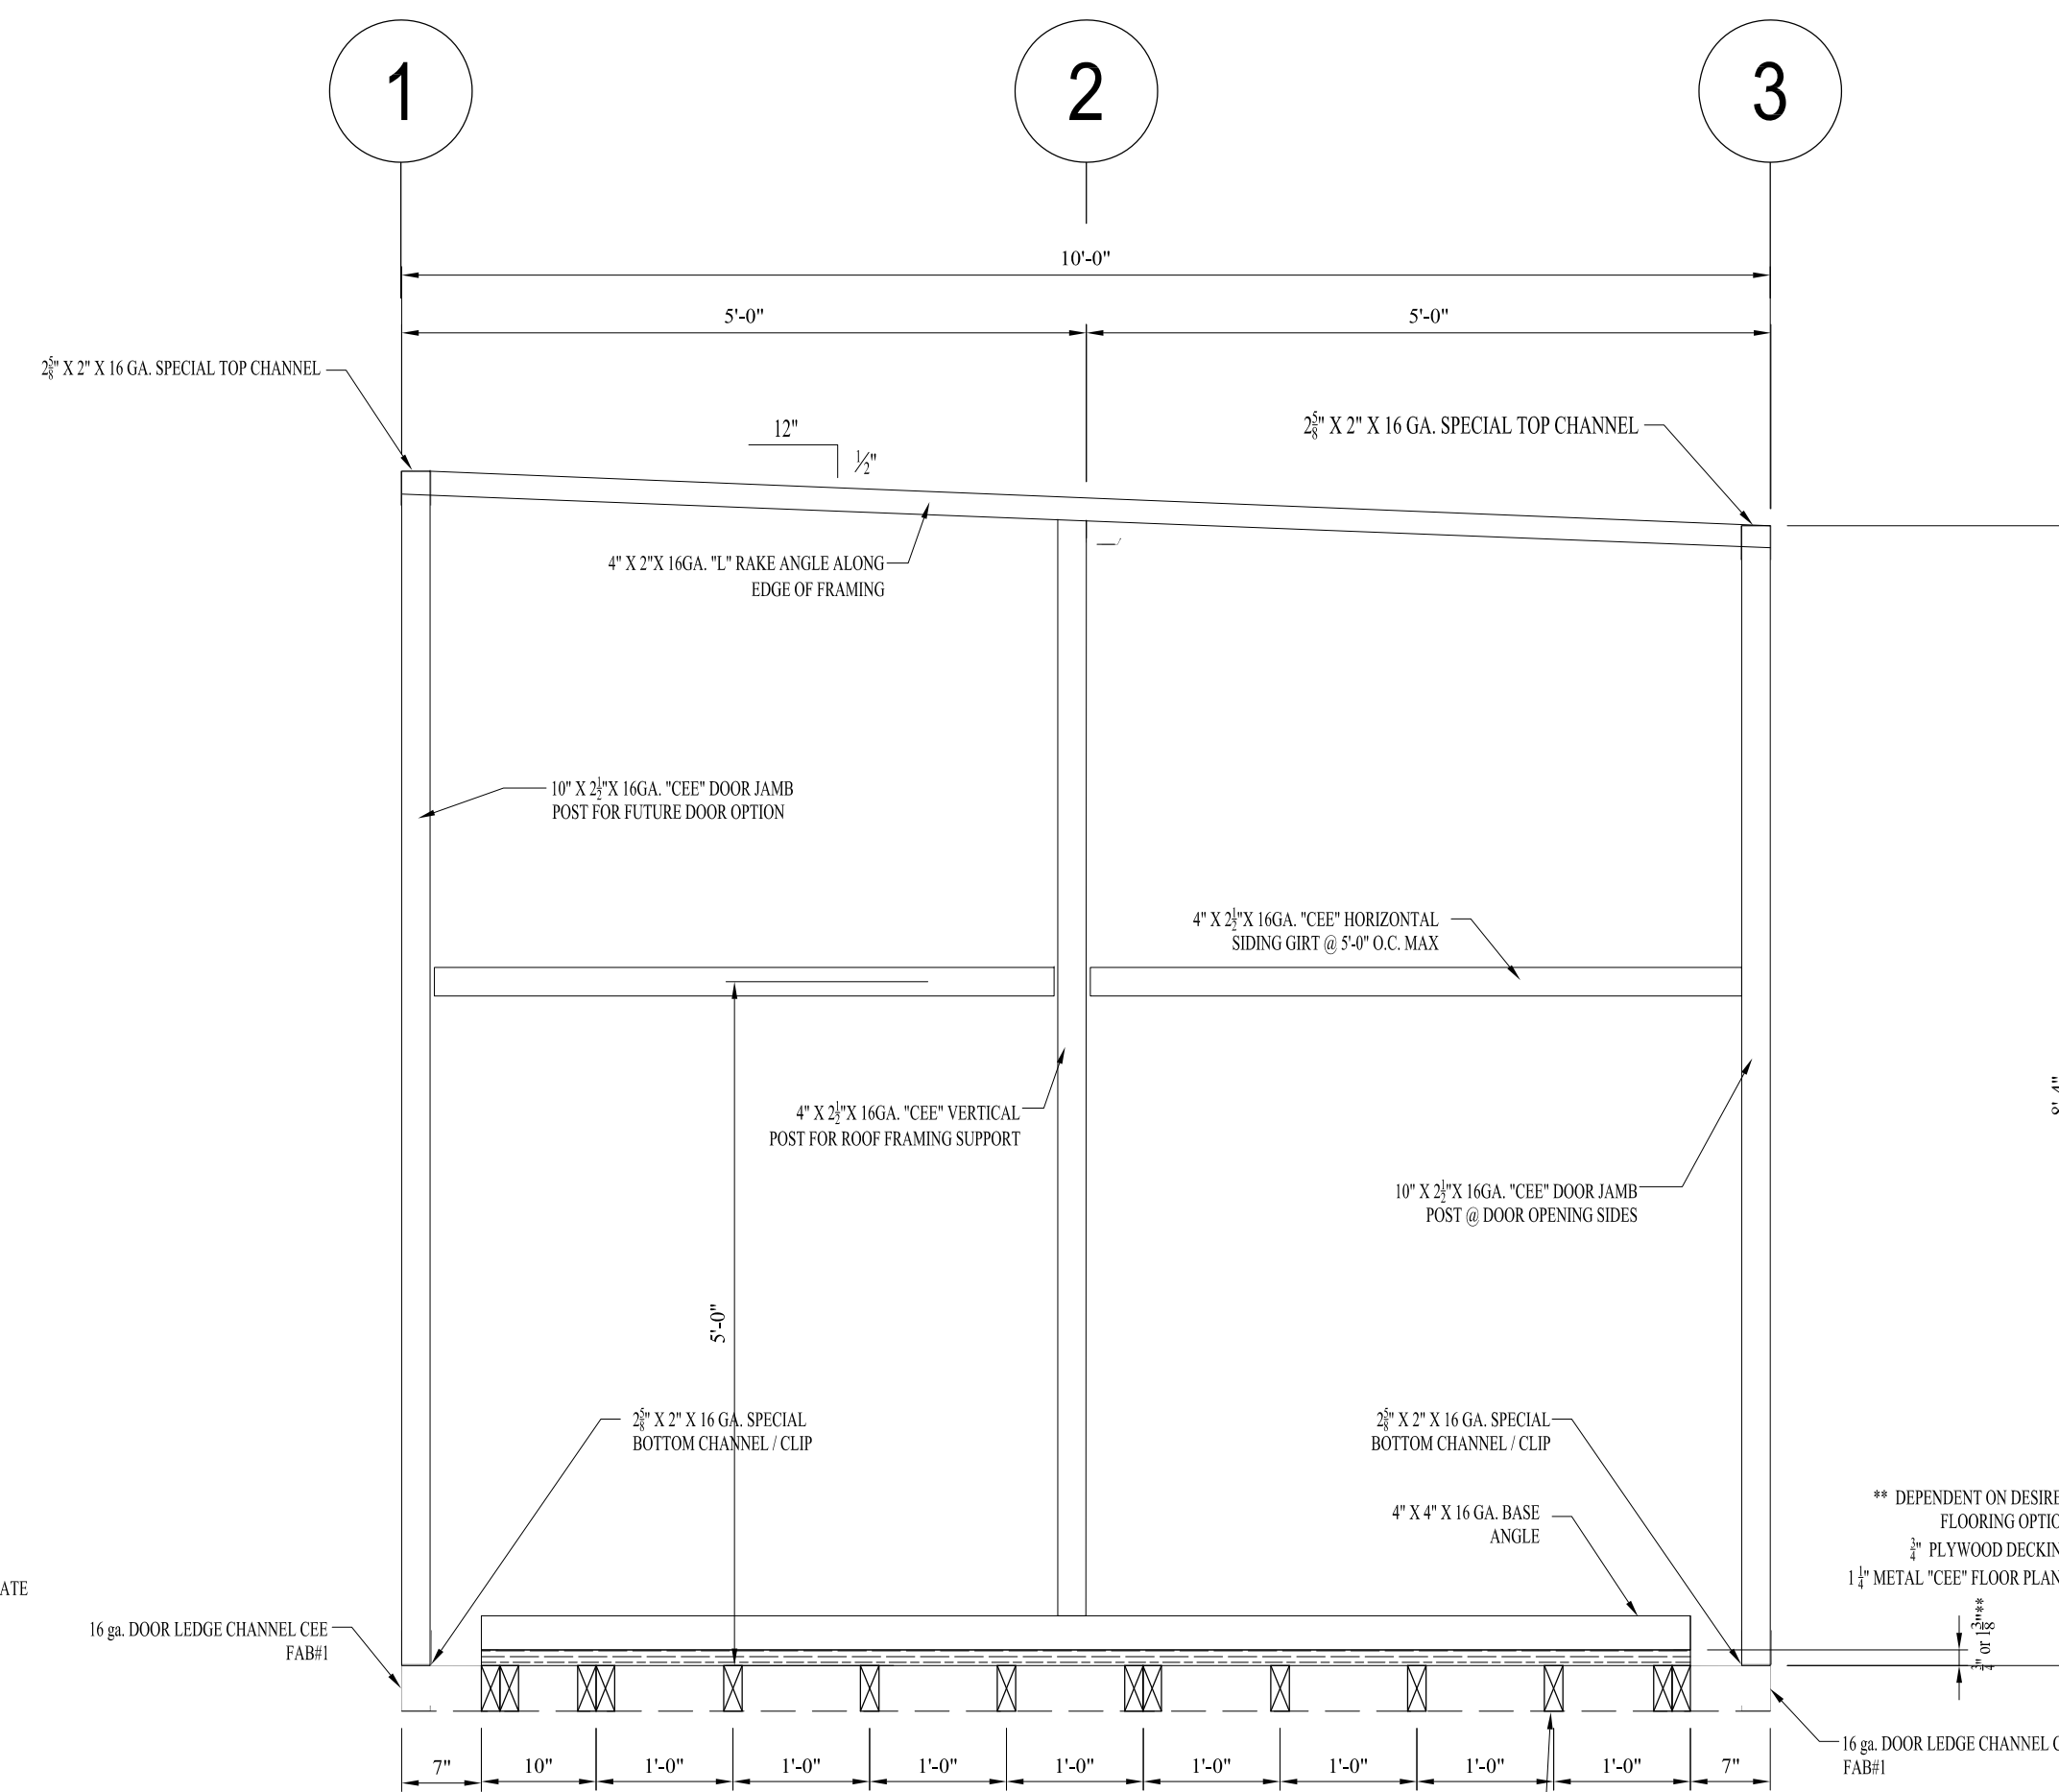 1 2 3
10'-0"
5'-0" 5'-0"
2⅝" X 2" X 16 GA. SPECIAL TOP CHANNEL
12"
½"
2⅝" X 2" X 16 GA. SPECIAL TOP CHANNEL
4" X 2"X 16GA. "L" RAKE ANGLE ALONG
EDGE OF FRAMING
10" X 2½"X 16GA. "CEE" DOOR JAMB
POST FOR FUTURE DOOR OPTION
4" X 2½"X 16GA. "CEE" HORIZONTAL
SIDING GIRT @ 5'-0" O.C. MAX
4" X 2½"X 16GA. "CEE" VERTICAL
POST FOR ROOF FRAMING SUPPORT
10" X 2½"X 16GA. "CEE" DOOR JAMB
POST @ DOOR OPENING SIDES
5'-0"
2⅝" X 2" X 16 GA. SPECIAL
BOTTOM CHANNEL / CLIP
2⅝" X 2" X 16 GA. SPECIAL
BOTTOM CHANNEL / CLIP
4" X 4" X 16 GA. BASE
ANGLE
** DEPENDENT ON DESIRE
FLOORING OPTIO
¾" PLYWOOD DECKIN
1 ¼" METAL "CEE" FLOOR PLAN
¾" or 1⅜"**
ATE
16 ga. DOOR LEDGE CHANNEL CEE
FAB#1
16 ga. DOOR LEDGE CHANNEL C
FAB#1
7" 10" 1'-0" 1'-0" 1'-0" 1'-0" 1'-0" 1'-0" 1'-0" 1'-0" 7"